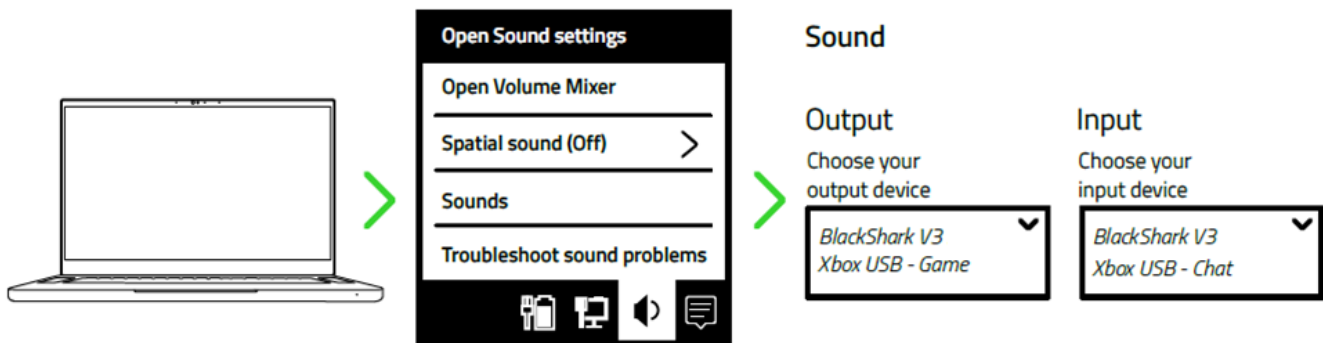 Open Sound settings
Open Volume Mixer
Spatial sound (Off)
Sounds
Troubleshoot sound problems
Sound
Output
Choose your
output device
BlackShark V3
Xbox USB - Game
Input
Choose your
input device
BlackShark V3
Xbox USB - Chat